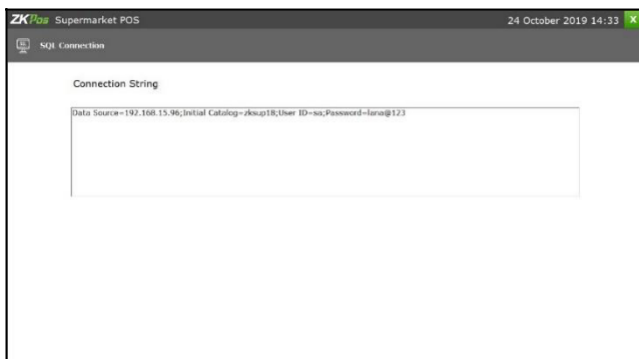 ZKPos Supermarket POS
24 October 2019 14:33 X
SQL Connection
Connection String
Data Source=192.168.15.96;Initial Catalog=zksup18;User ID=sa;Password=lana@123